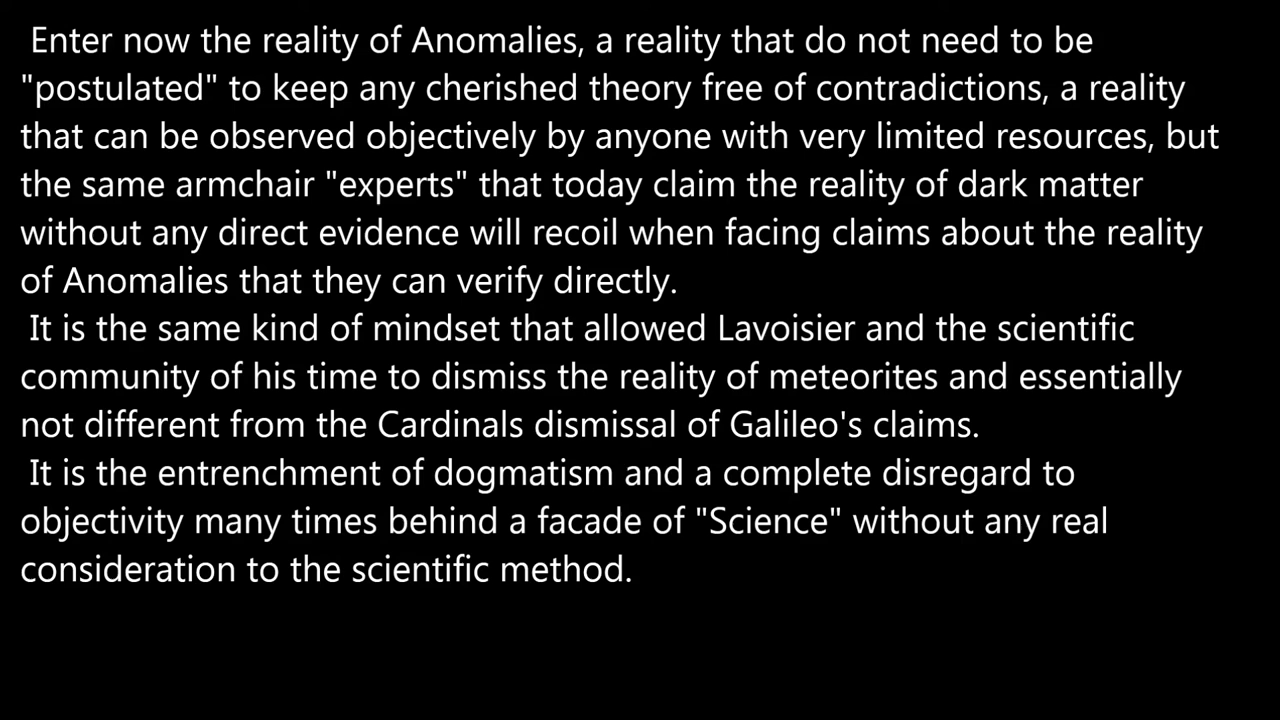 Enter now the reality of Anomalies, a reality that do not need to be
"postulated" to keep any cherished theory free of contradictions, a reality
that can be observed objectively by anyone with very limited resources, but
the same armchair "experts" that today claim the reality of dark matter
without any direct evidence will recoil when facing claims about the reality
of Anomalies that they can verify directly.
It is the same kind of mindset that allowed Lavoisier and the scientific
community of his time to dismiss the reality of meteorites and essentially
not different from the Cardinals dismissal of Galileo's claims.
It is the entrenchment of dogmatism and a complete disregard to
objectivity many times behind a facade of "Science" without any real
consideration to the scientific method.